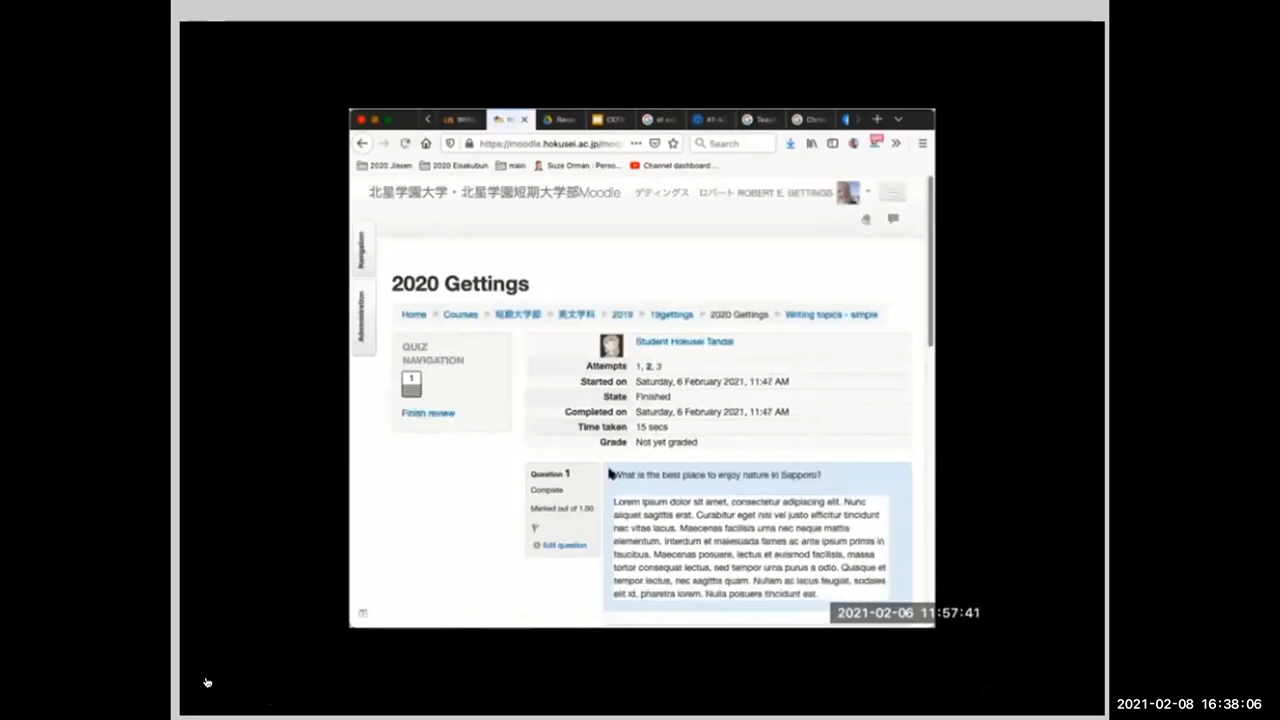 https://moodle.hokusei.ac.jp/mod
Search
2020 Jissen
2020 Eisakubun
main
Suze Orman : Perso...
Channel dashboard...
北星学園大学・北星学園短期大学部Moodle
ゲティングス ロバート ROBERT E. GETTINGS
Navigation
Administration
2020 Gettings
Home
Courses
短期大学部
英文学科
2019
19gettings
2020 Gettings
Writing topics - simple
QUIZ
NAVIGATION
1
Finish review
Student Hokusei Tandai
Attempts 1, 2, 3
Started on Saturday, 6 February 2021, 11:47 AM
State Finished
Completed on Saturday, 6 February 2021, 11:47 AM
Time taken 15 secs
Grade Not yet graded
Question 1
Complete
Marked out of 1.00
Edit question
What is the best place to enjoy nature in Sapporo?
Lorem ipsum dolor sit amet, consectetur adipiscing elit. Nunc
aliquet sagittis erat. Curabitur eget nisi vel justo efficitur tincidunt
nec vitae lacus. Maecenas facilisis urna nec neque mattis
elementum. Interdum et malesuada fames ac ante ipsum primis in
faucibus. Maecenas posuere, lectus et euismod facilisis, massa
tortor consequat lectus, sed tempor urna purus a odio. Quisque et
tempor lectus, nec sagittis quam. Nullam ac lacus feugiat, sodales
elit id, pharetra lorem. Nulla posuere tincidunt est.
2021-02-06 11:57:41
2021-02-08 16:38:06